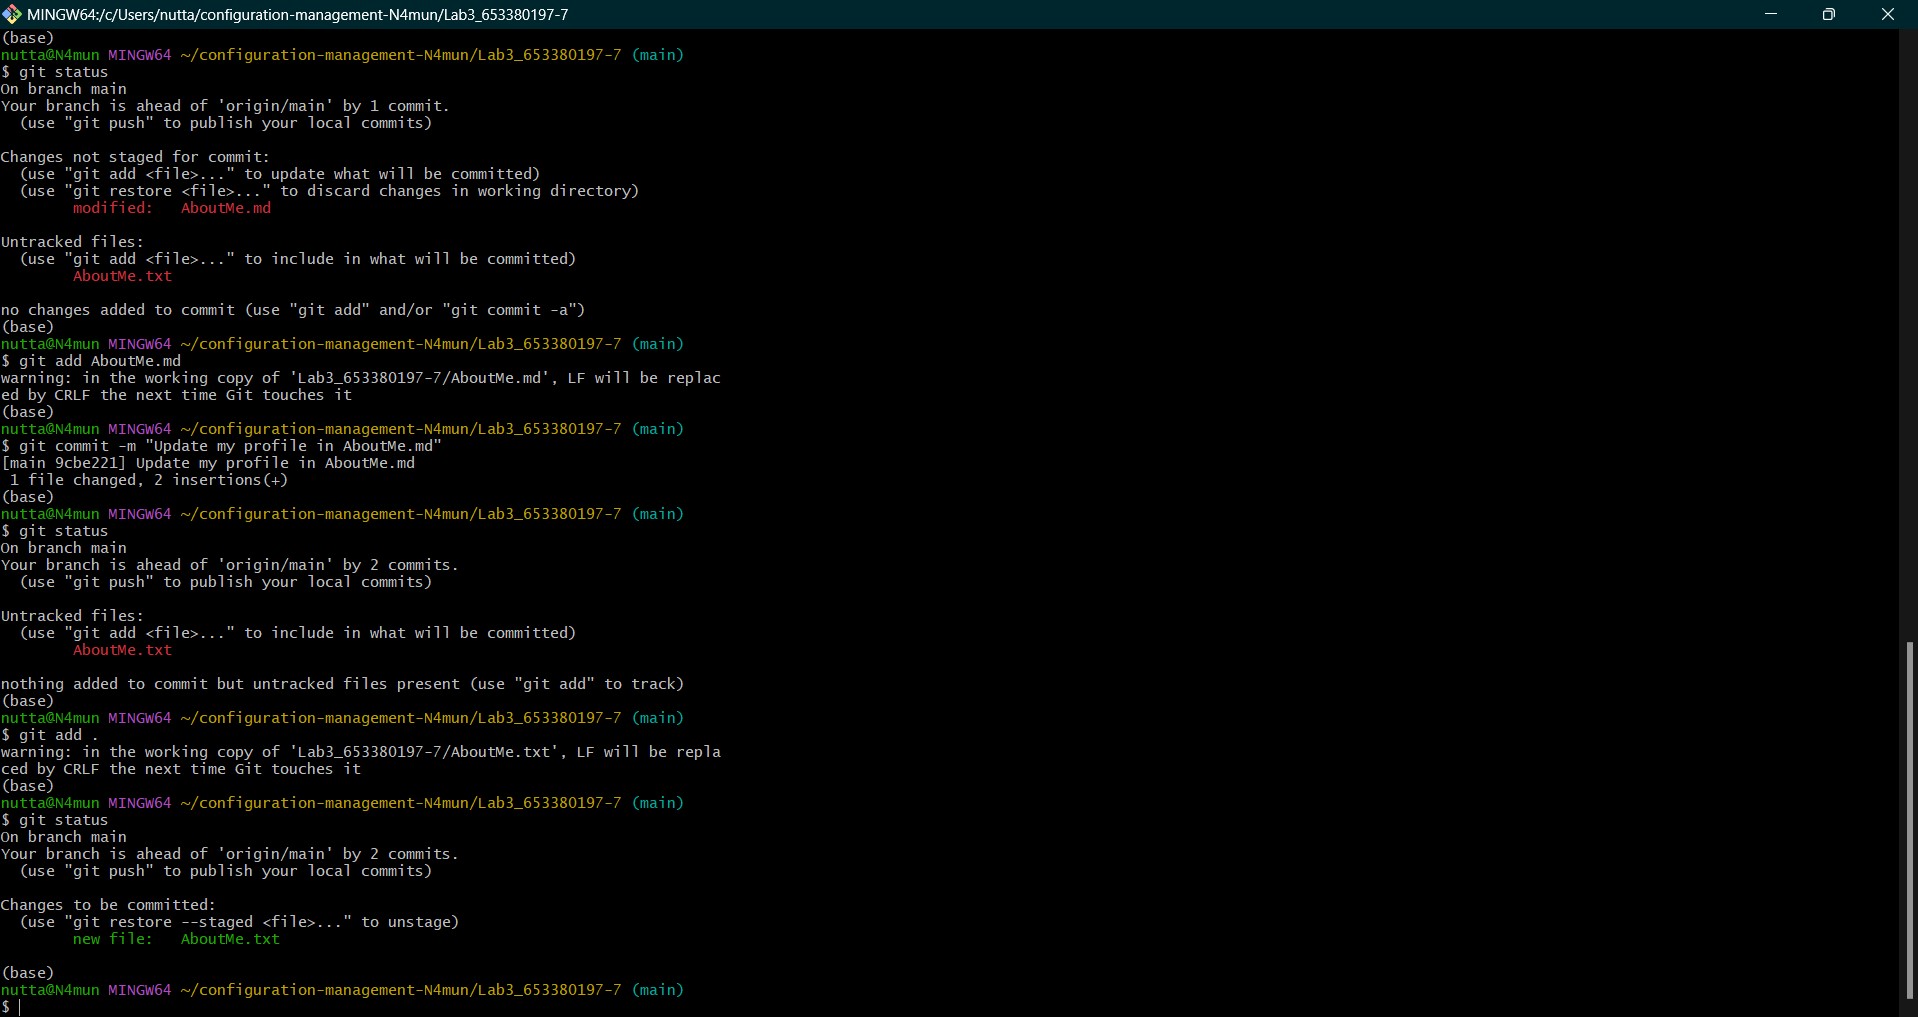 MINGW64:/c/Users/nutta/configuration-management-N4mun/Lab3_653380197-7
(base)
nutta@N4mun MINGW64 ~/configuration-management-N4mun/Lab3_653380197-7 (main)
$ git status
On branch main
Your branch is ahead of 'origin/main' by 1 commit.
  (use "git push" to publish your local commits)

Changes not staged for commit:
  (use "git add <file>..." to update what will be committed)
  (use "git restore <file>..." to discard changes in working directory)
        modified:   AboutMe.md

Untracked files:
  (use "git add <file>..." to include in what will be committed)
        AboutMe.txt

no changes added to commit (use "git add" and/or "git commit -a")
(base)
nutta@N4mun MINGW64 ~/configuration-management-N4mun/Lab3_653380197-7 (main)
$ git add AboutMe.md
warning: in the working copy of 'Lab3_653380197-7/AboutMe.md', LF will be replac
ed by CRLF the next time Git touches it
(base)
nutta@N4mun MINGW64 ~/configuration-management-N4mun/Lab3_653380197-7 (main)
$ git commit -m "Update my profile in AboutMe.md"
[main 9cbe221] Update my profile in AboutMe.md
 1 file changed, 2 insertions(+)
(base)
nutta@N4mun MINGW64 ~/configuration-management-N4mun/Lab3_653380197-7 (main)
$ git status
On branch main
Your branch is ahead of 'origin/main' by 2 commits.
  (use "git push" to publish your local commits)

Untracked files:
  (use "git add <file>..." to include in what will be committed)
        AboutMe.txt

nothing added to commit but untracked files present (use "git add" to track)
(base)
nutta@N4mun MINGW64 ~/configuration-management-N4mun/Lab3_653380197-7 (main)
$ git add .
warning: in the working copy of 'Lab3_653380197-7/AboutMe.txt', LF will be repla
ced by CRLF the next time Git touches it
(base)
nutta@N4mun MINGW64 ~/configuration-management-N4mun/Lab3_653380197-7 (main)
$ git status
On branch main
Your branch is ahead of 'origin/main' by 2 commits.
  (use "git push" to publish your local commits)

Changes to be committed:
  (use "git restore --staged <file>..." to unstage)
        new file:   AboutMe.txt

(base)
nutta@N4mun MINGW64 ~/configuration-management-N4mun/Lab3_653380197-7 (main)
$